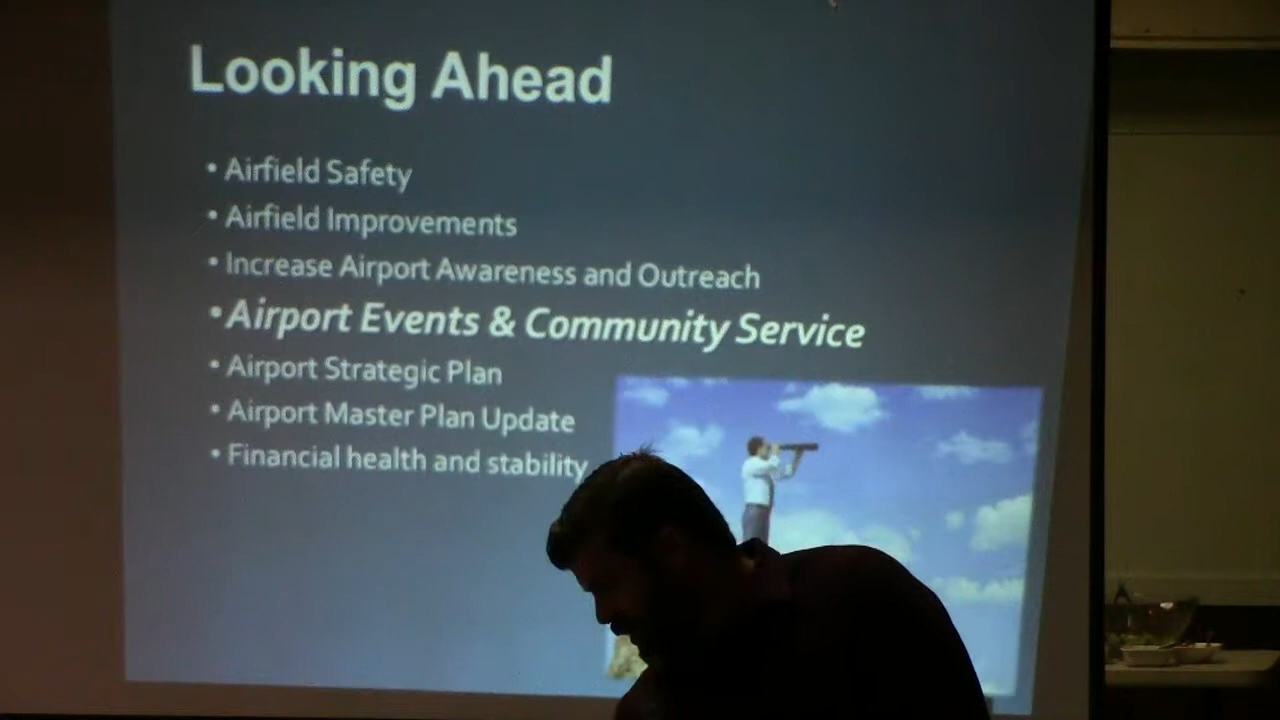 Looking Ahead
• Airfield Safety
• Airfield Improvements
• Increase Airport Awareness and Outreach
• Airport Events & Community Service
• Airport Strategic Plan
• Airport Master Plan Update
• Financial health and stability